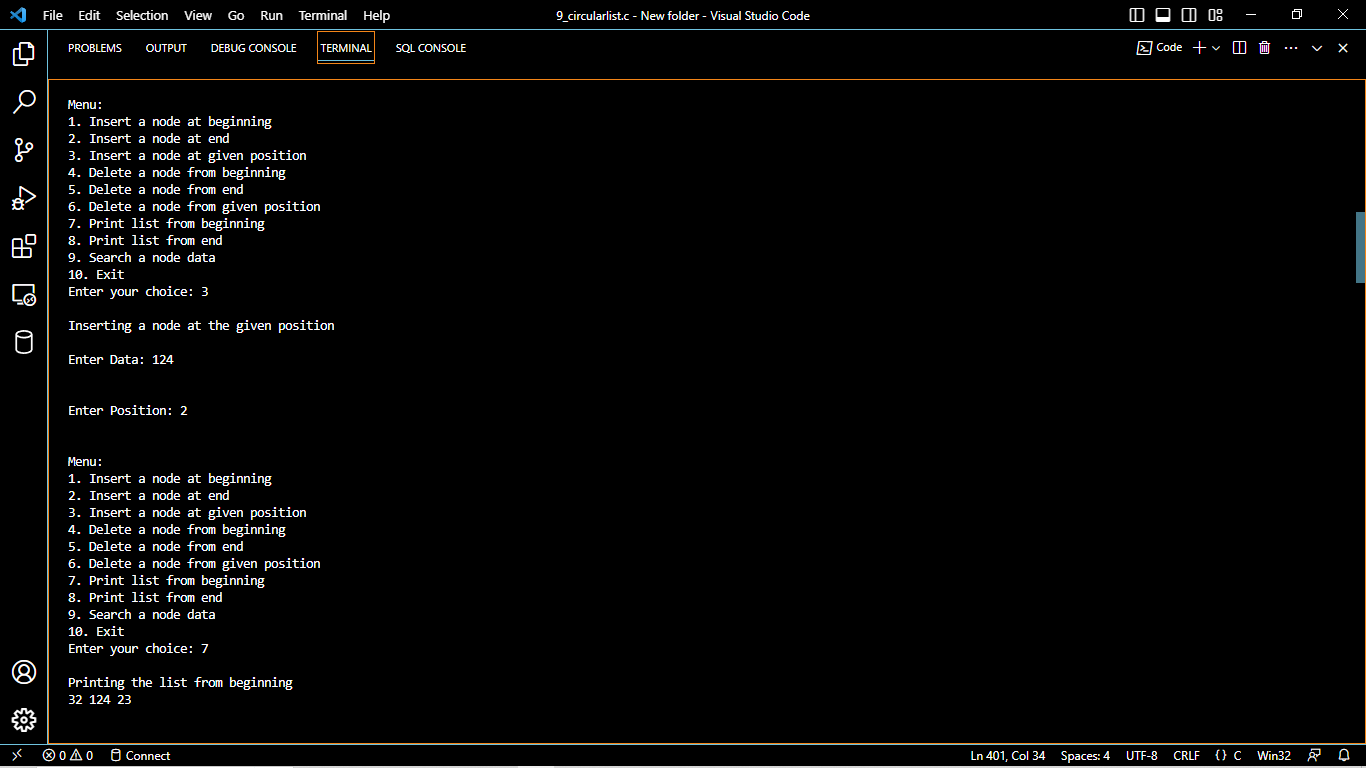 File Edit Selection View Go Run Terminal Help 9_circularlist.c - New folder - Visual Studio Code
PROBLEMS OUTPUT DEBUG CONSOLE TERMINAL SQL CONSOLE Code
Menu:
1. Insert a node at beginning
2. Insert a node at end
3. Insert a node at given position
4. Delete a node from beginning
5. Delete a node from end
6. Delete a node from given position
7. Print list from beginning
8. Print list from end
9. Search a node data
10. Exit
Enter your choice: 3
Inserting a node at the given position
Enter Data: 124
Enter Position: 2
Menu:
1. Insert a node at beginning
2. Insert a node at end
3. Insert a node at given position
4. Delete a node from beginning
5. Delete a node from end
6. Delete a node from given position
7. Print list from beginning
8. Print list from end
9. Search a node data
10. Exit
Enter your choice: 7
Printing the list from beginning
32 124 23
0 0 Connect Ln 401, Col 34 Spaces: 4 UTF-8 CRLF {} C Win32